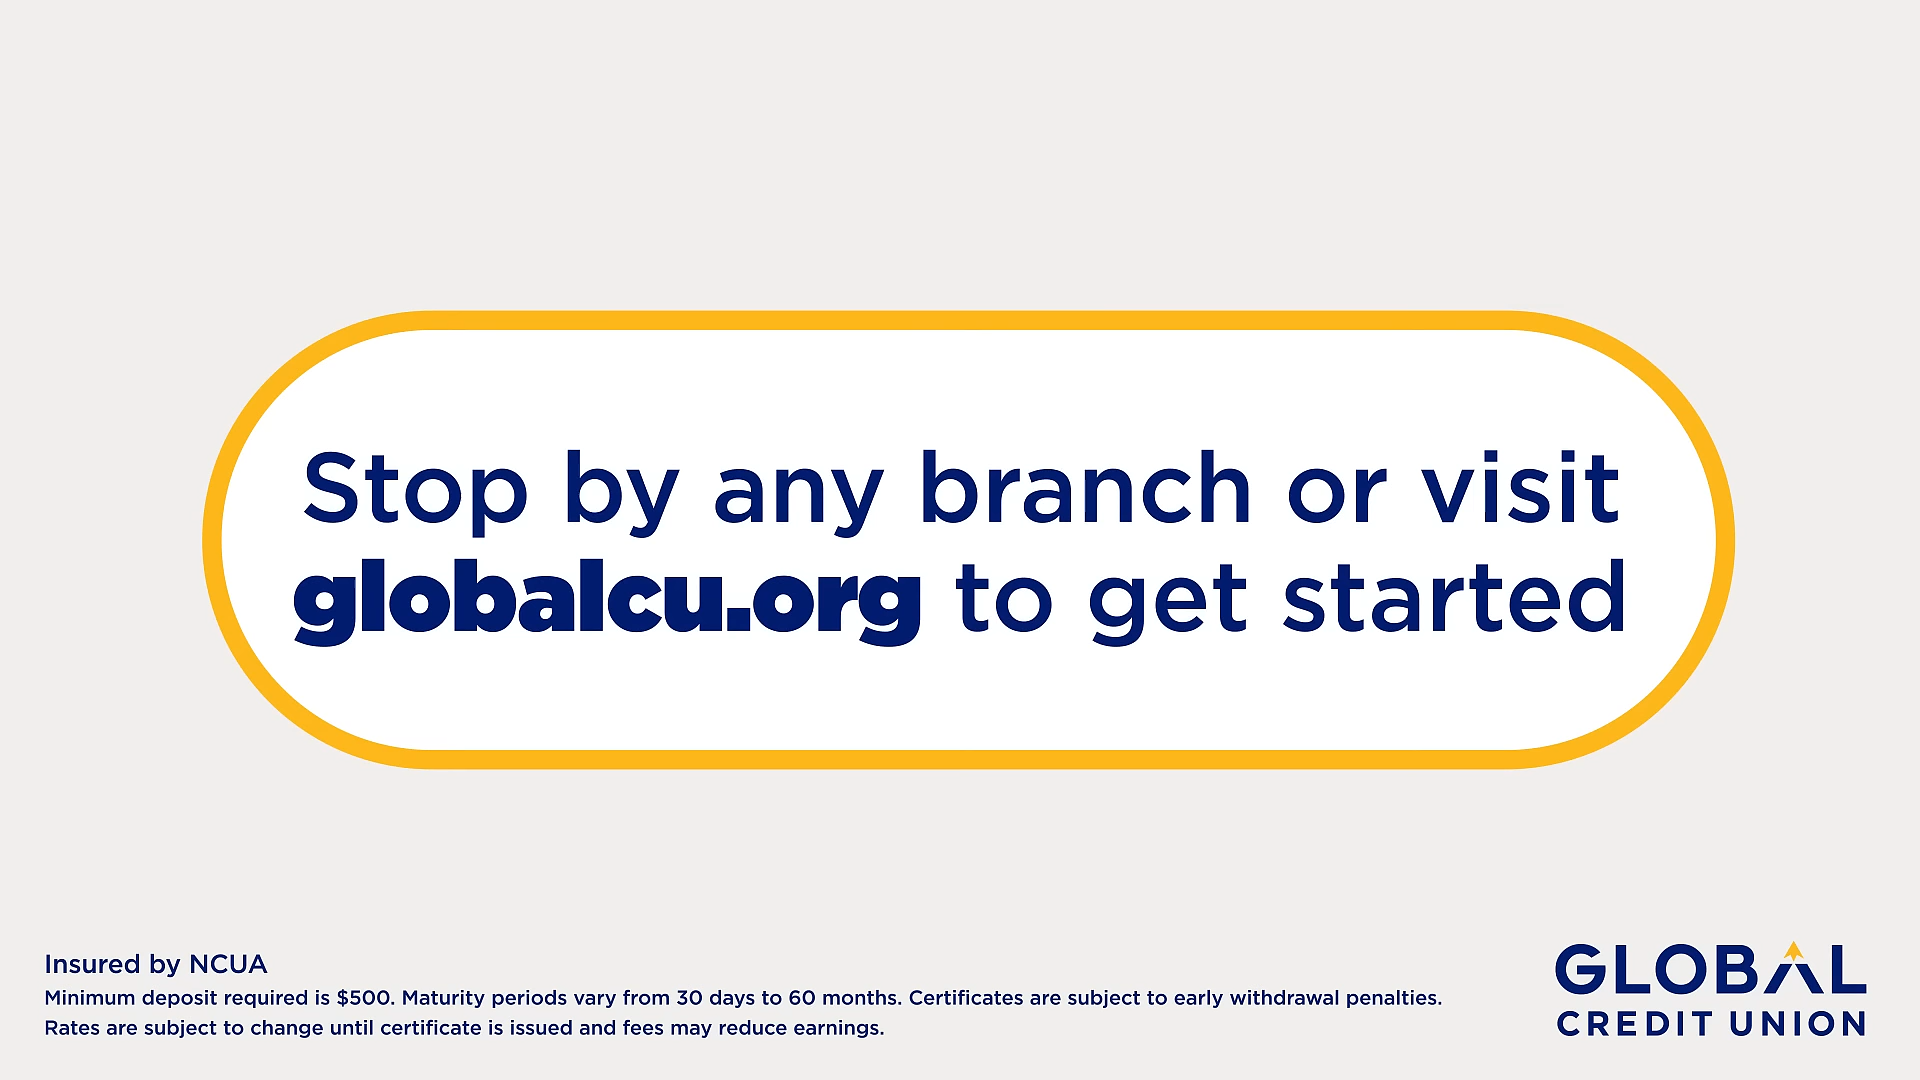 Stop by any branch or visit
globalcu.org to get started
Insured by NCUA
Minimum deposit required is $500. Maturity periods vary from 30 days to 60 months. Certificates are subject to early withdrawal penalties.
Rates are subject to change until certificate is issued and fees may reduce earnings.
GLOBAL
CREDIT UNION